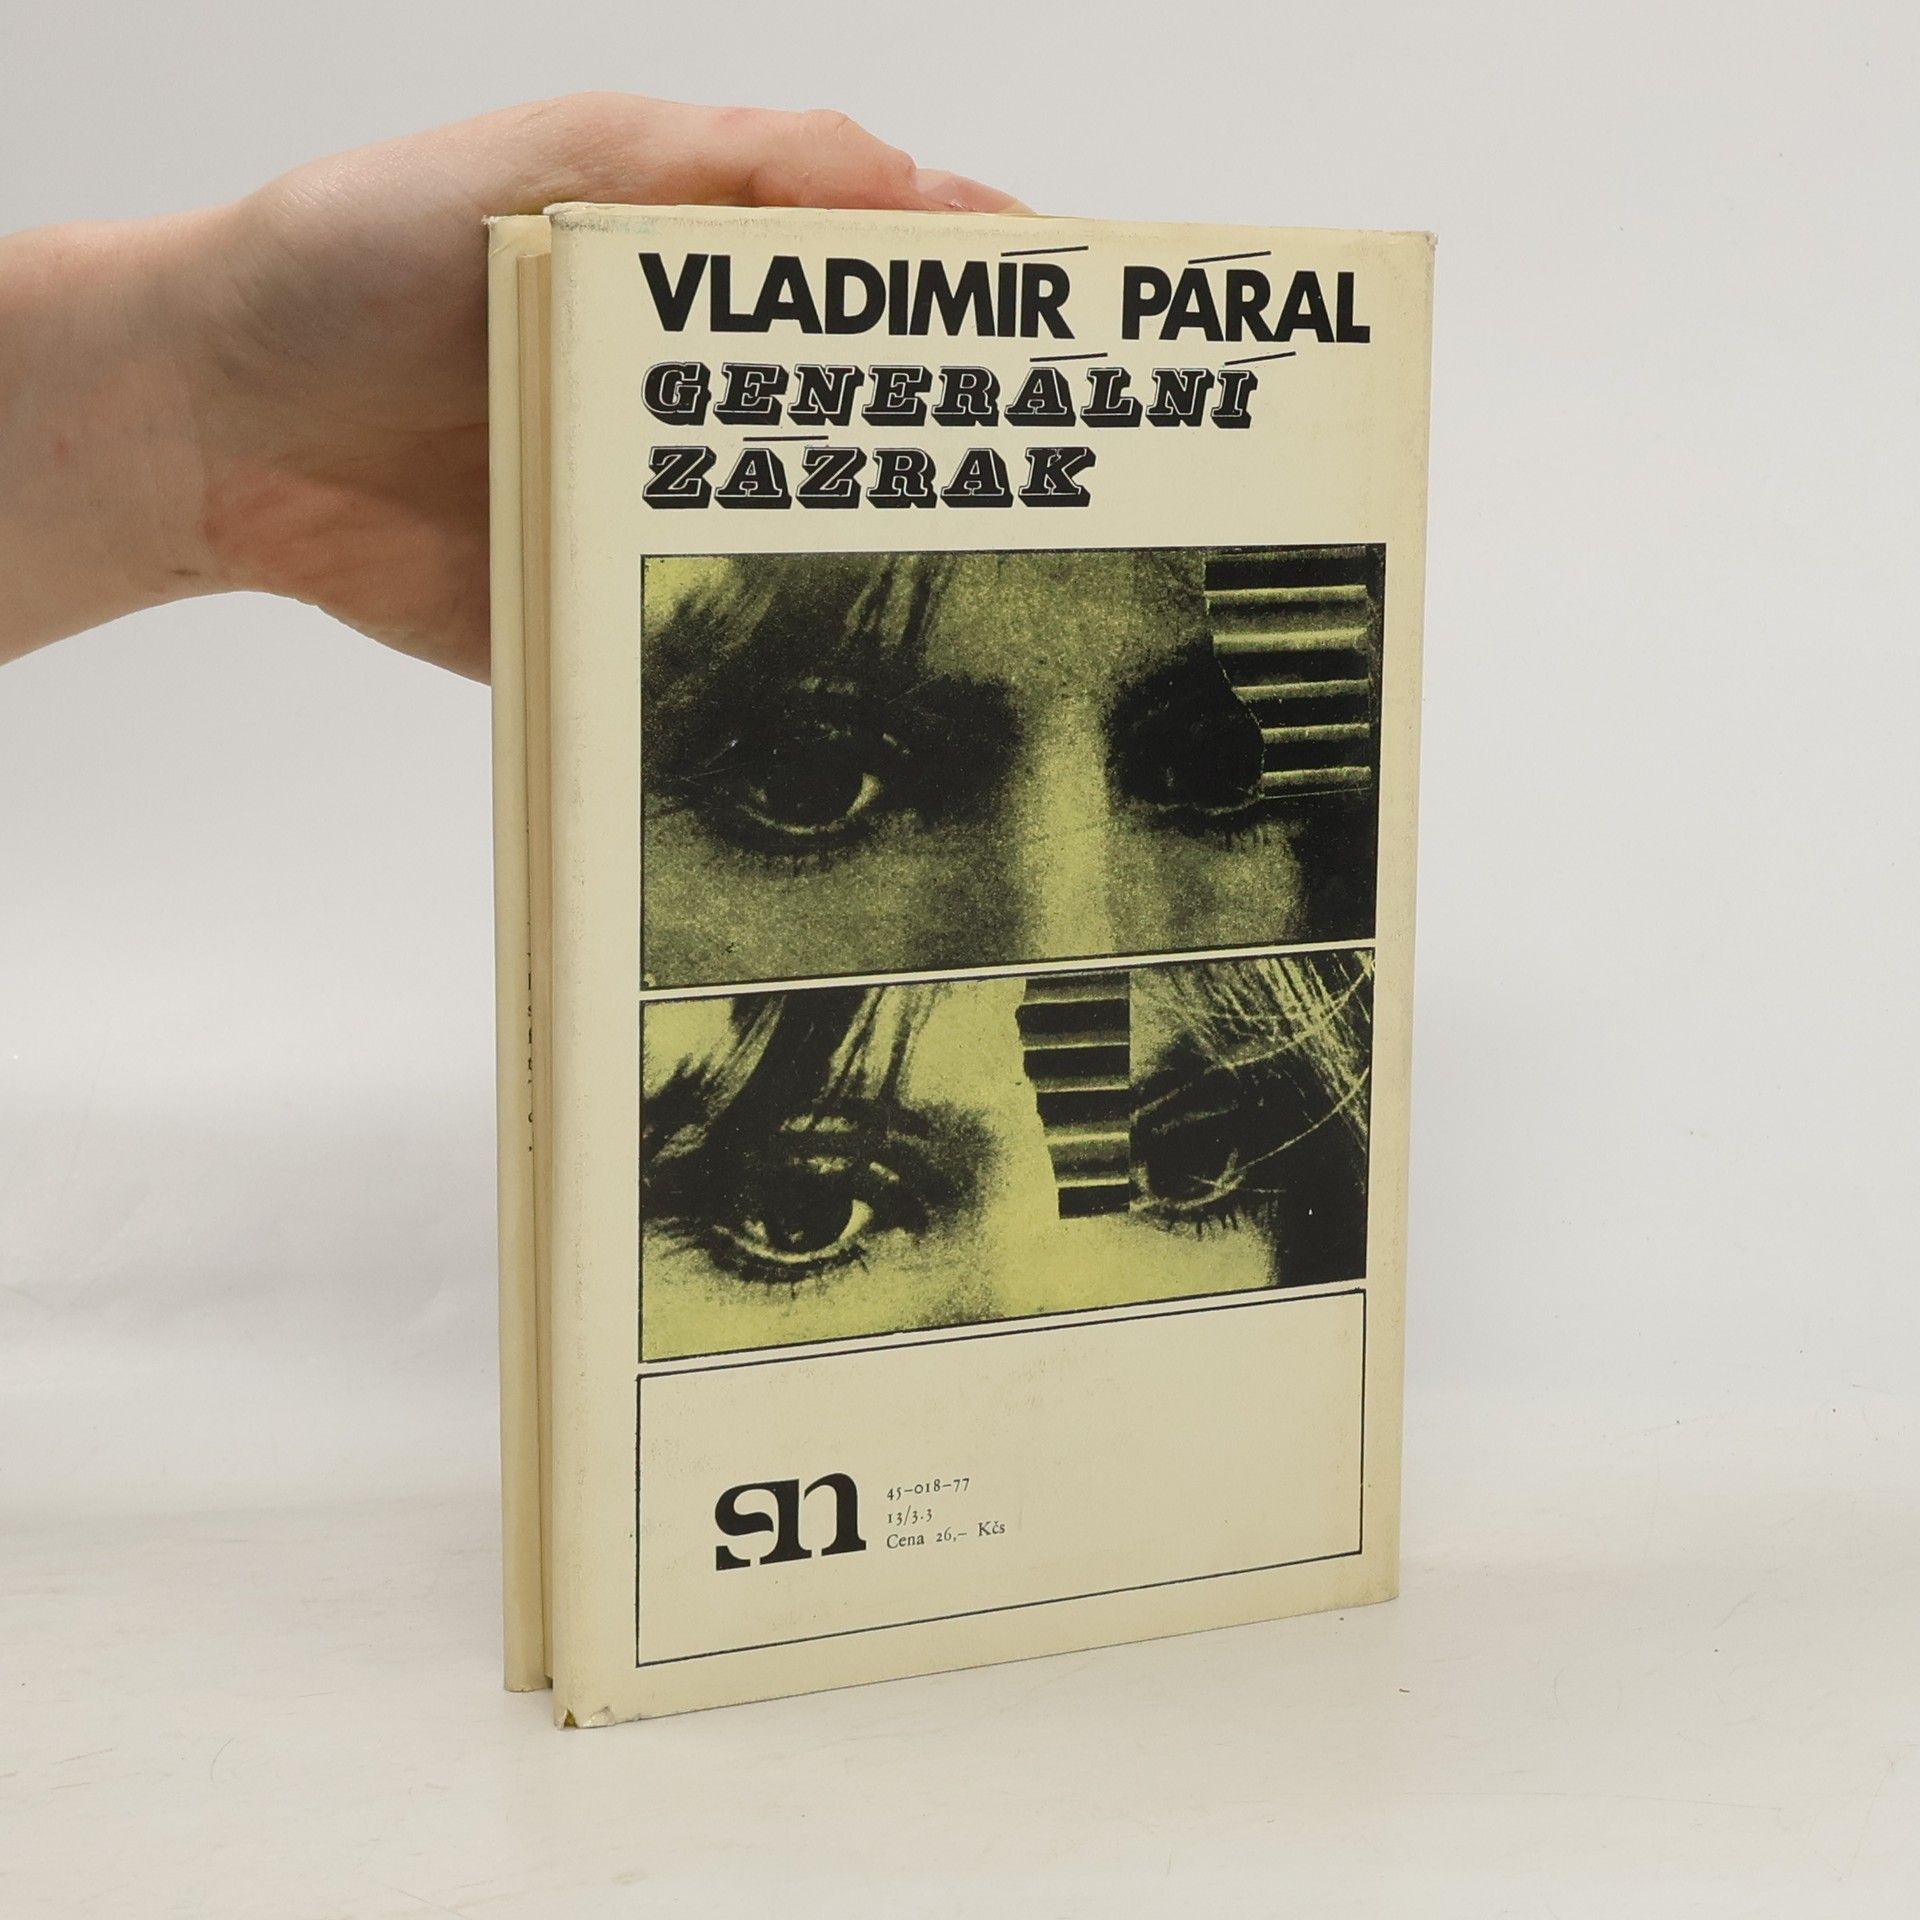 VLADIMÍR PÁRAL
GENERÁLNÍ
ZÁZRAK
sn
45-018-77
13/3.3
Cena 26,- Kčs